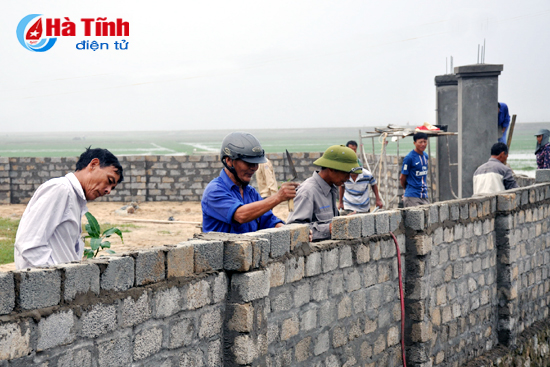 Hà Tĩnh
điện tử